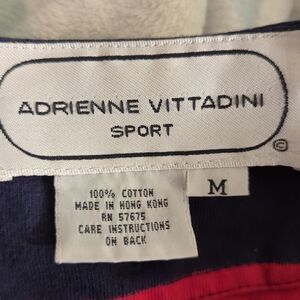 ADRIENNE VITTADINI
SPORT
©
M
100% COTTON
MADE IN HONG KONG
RN 57675
CARE INSTRUCTIONS
ON BACK